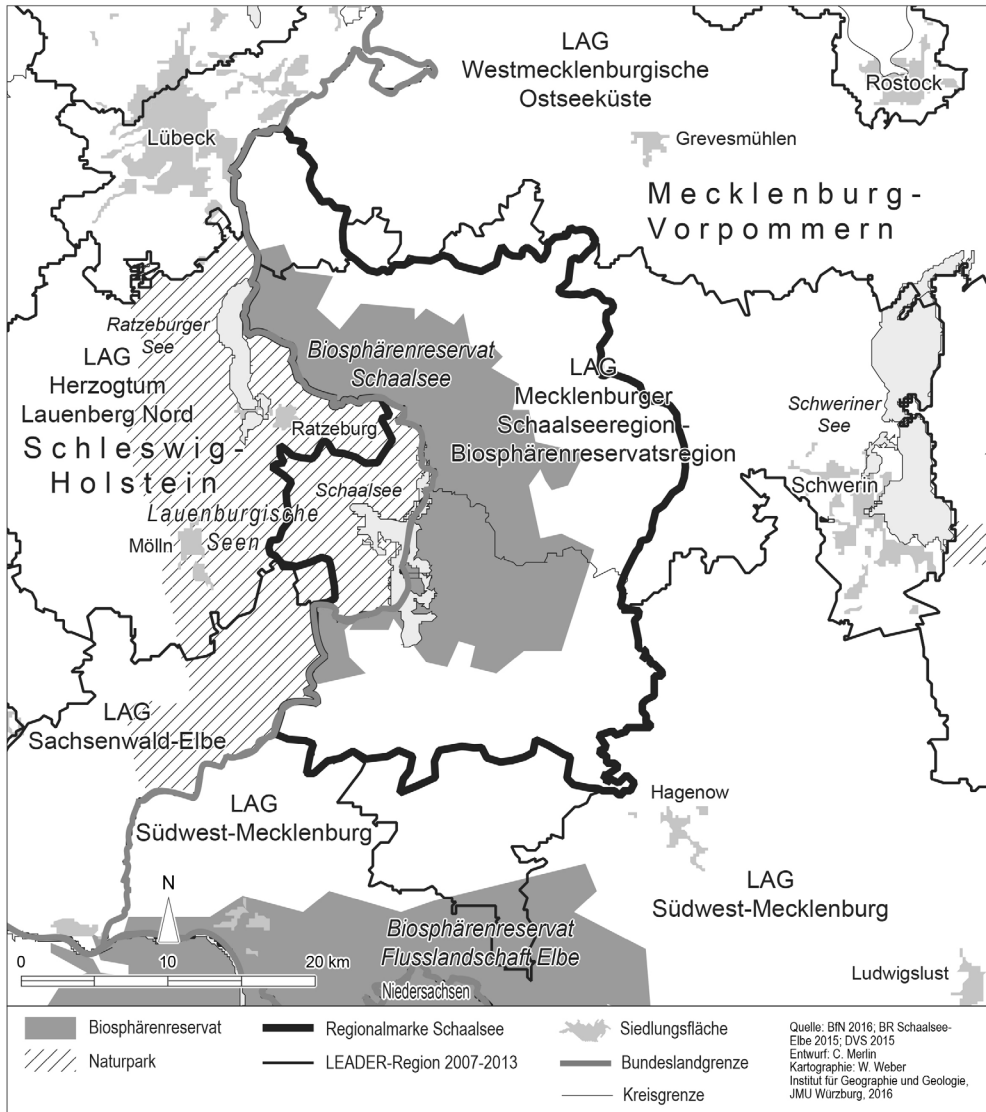 LAG
Westmecklenburgische
Ostseeküste
Rostock
Lübeck
Grevesmühlen
Mecklenburg-
Vorpommern
Ratzeburger
See
Biosphärenreservat
Schaalsee
LAG
Herzogtum
Lauenberg Nord
LAG
Mecklenburger
Schaalseeregion -
Biosphärenreservatsregion
Schweriner
See
Ratzeburg
Schleswig-
Holstein
Schaalsee
Schwerin
Lauenburgische
Seen
Mölln
LAG
Sachsenwald-Elbe
LAG
Südwest-Mecklenburg
Hagenow
LAG
Südwest-Mecklenburg
N
Biosphärenreservat
Flusslandschaft Elbe
0 10 20 km
Niedersachsen
Ludwigslust
Biosphärenreservat
Naturpark
Regionalmarke Schaalsee
LEADER-Region 2007-2013
Siedlungsfläche
Bundeslandgrenze
Kreisgrenze
Quelle: BfN 2016; BR Schaalsee-
Elbe 2015; DVS 2015
Entwurf: C. Merlin
Kartographie: W. Weber
Institut für Geographie und Geologie,
JMU Würzburg, 2016